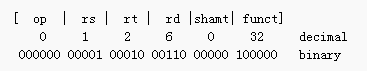 [  op  |  rs  |  rt  |  rd  |shamt| funct]
0 1 2 6 0 32 decimal
000000 00001 00010 00110 00000 100000 binary